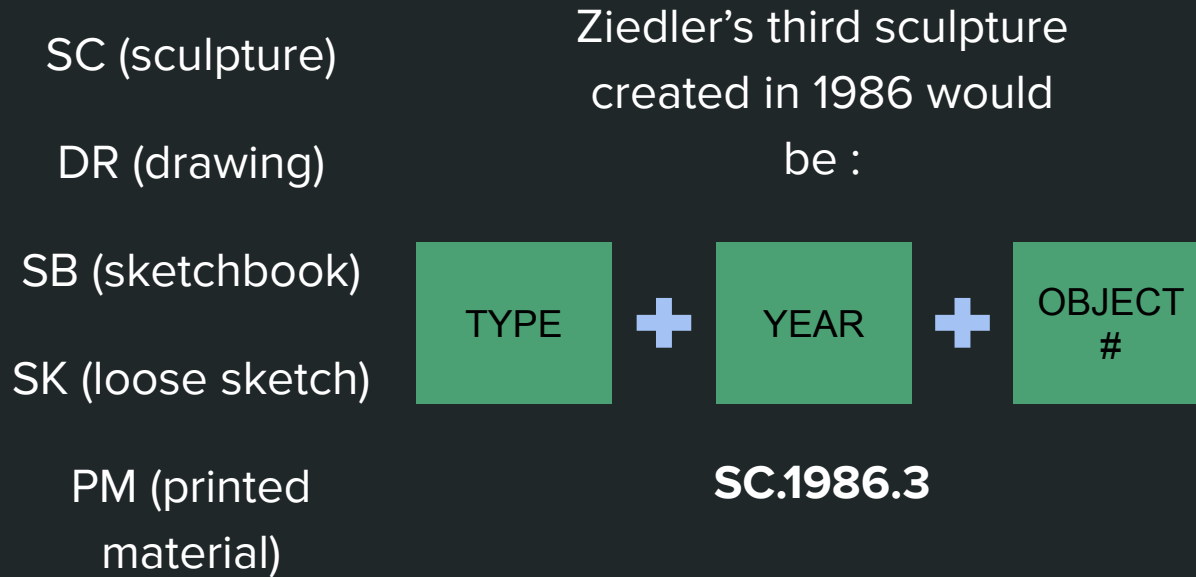 SC (sculpture)
DR (drawing)
SB (sketchbook)
SK (loose sketch)
PM (printed
material)
Ziedler’s third sculpture
created in 1986 would
be :
TYPE
YEAR
OBJECT
#
SC.1986.3